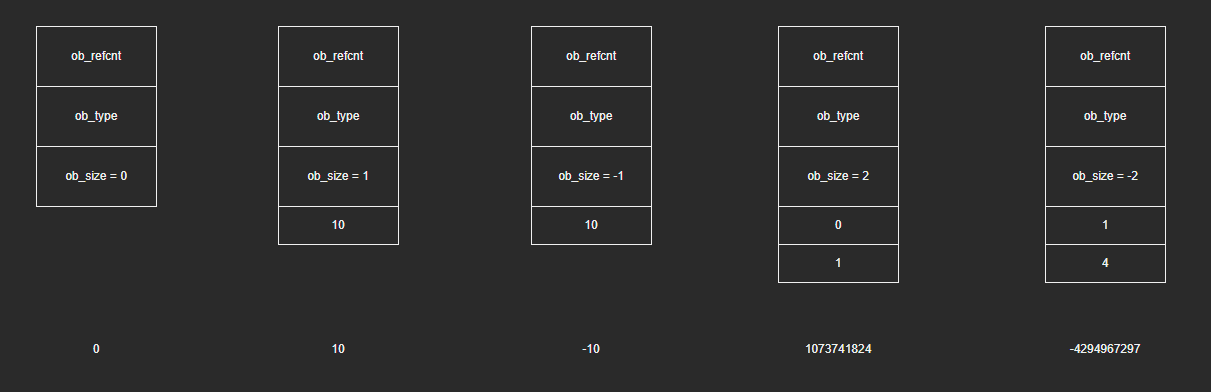 ob_refcnt
ob_type
ob_size = 0
0
ob_refcnt
ob_type
ob_size = 1
10
10
ob_refcnt
ob_type
ob_size = -1
10
-10
ob_refcnt
ob_type
ob_size = 2
0
1
1073741824
ob_refcnt
ob_type
ob_size = -2
1
4
-4294967297